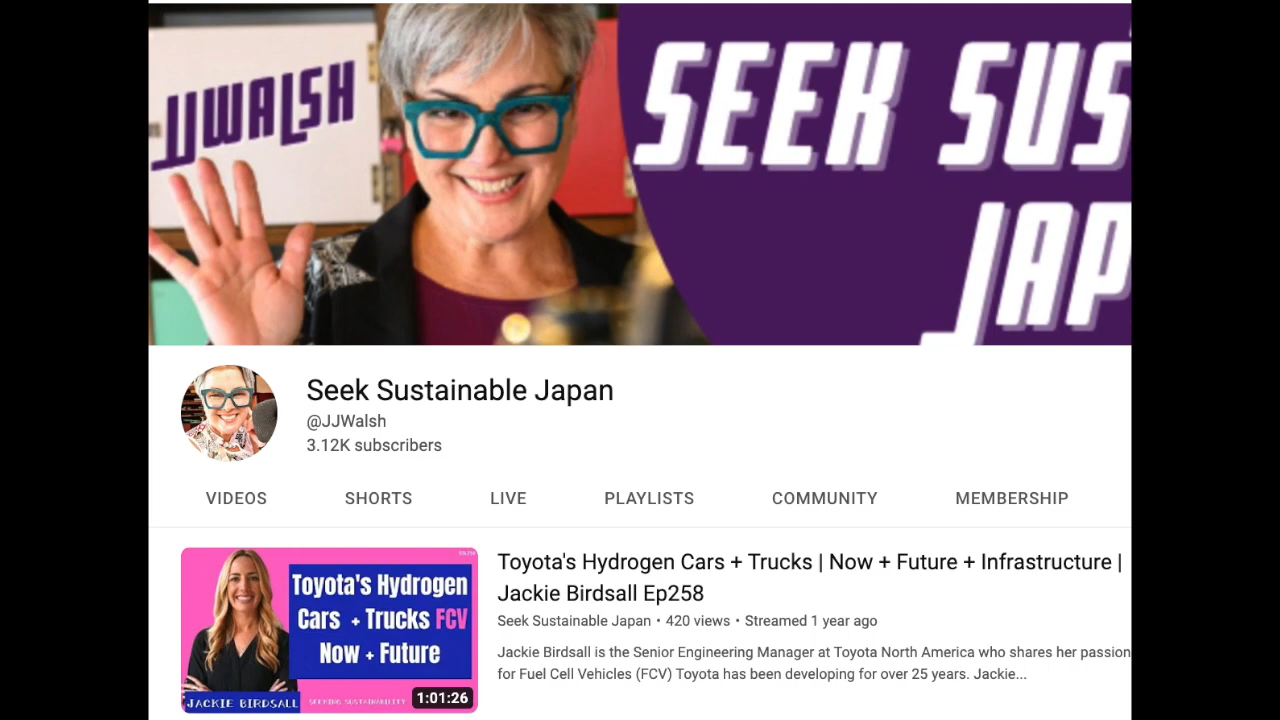 JJWALSH
SEEK SUS
JAP
Seek Sustainable Japan
@JJWalsh
3.12K subscribers
VIDEOS SHORTS LIVE PLAYLISTS COMMUNITY MEMBERSHIP
Toyota's Hydrogen
Cars + Trucks FCV
Now + Future
JACKIE BIRDSALL SEEKING SUSTAINABILITY 1:01:26
Toyota's Hydrogen Cars + Trucks | Now + Future + Infrastructure |
Jackie Birdsall Ep258
Seek Sustainable Japan • 420 views • Streamed 1 year ago
Jackie Birdsall is the Senior Engineering Manager at Toyota North America who shares her passion
for Fuel Cell Vehicles (FCV) Toyota has been developing for over 25 years. Jackie...